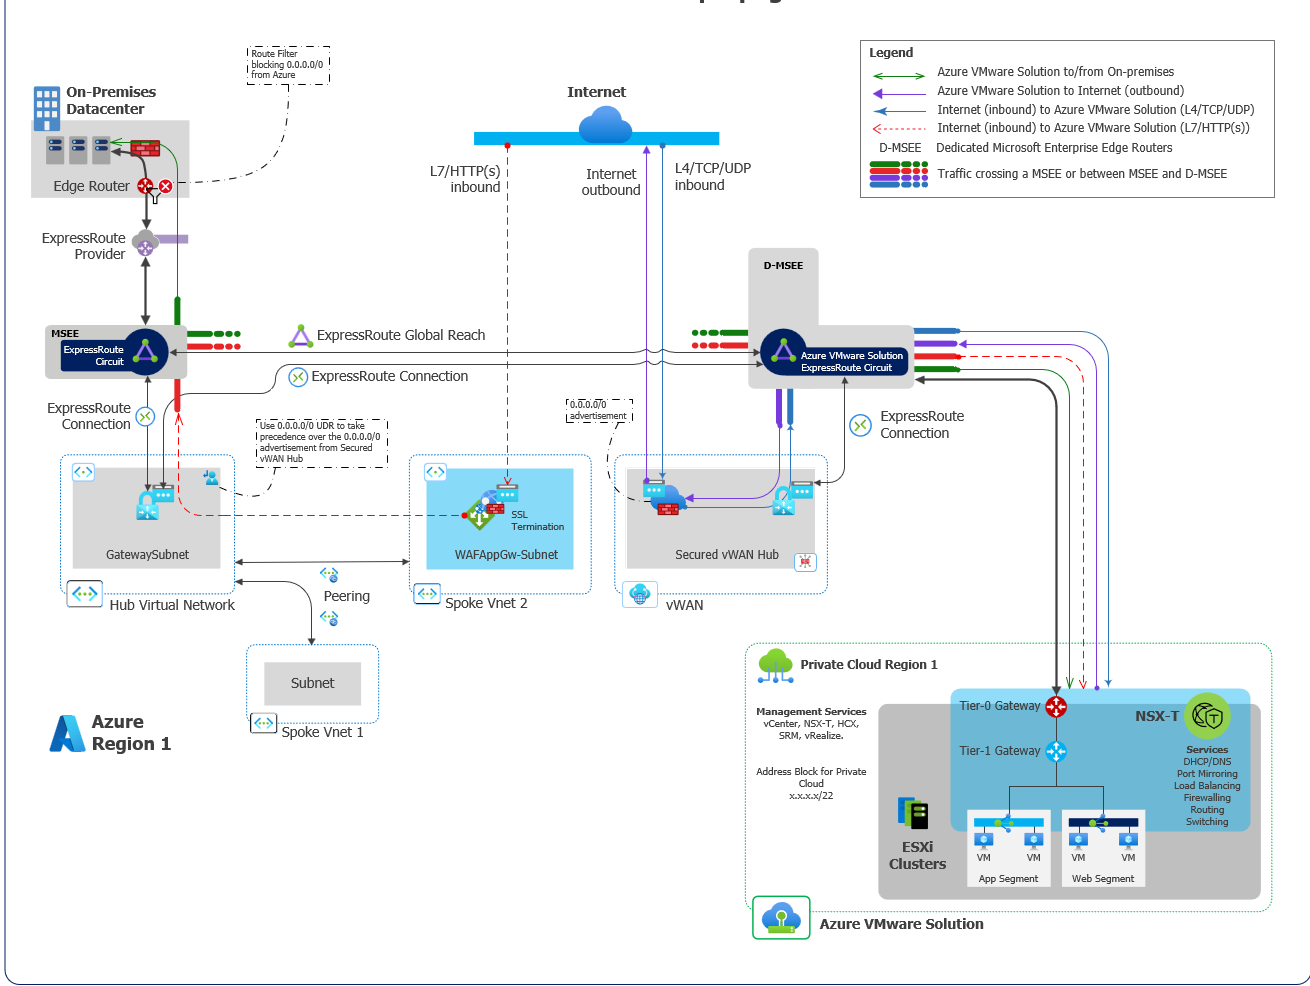 Route Filter
blocking 0.0.0.0/0
from Azure
On-Premises
Datacenter
Edge Router
ExpressRoute
Provider
MSEE
ExpressRoute
Circuit
ExpressRoute
Connection
Internet
L7/HTTP(s)
inbound
Internet
outbound
L4/TCP/UDP
inbound
Legend
Azure VMware Solution to/from On-premises
Azure VMware Solution to Internet (outbound)
Internet (inbound) to Azure VMware Solution (L4/TCP/UDP)
Internet (inbound) to Azure VMware Solution (L7/HTTP(s))
D-MSEE Dedicated Microsoft Enterprise Edge Routers
Traffic crossing a MSEE or between MSEE and D-MSEE
D-MSEE
Azure VMware Solution
ExpressRoute Circuit
ExpressRoute Global Reach
ExpressRoute Connection
ExpressRoute
Connection
Use 0.0.0.0/0 UDR to take
precedence over the 0.0.0.0/0
advertisement from Secured
vWAN Hub
0.0.0.0/0
advertisement
GatewaySubnet
Hub Virtual Network
SSL
Termination
WAFAppGw-Subnet
Spoke Vnet 2
Secured vWAN Hub
vWAN
Peering
Subnet
Spoke Vnet 1
Azure
Region 1
Private Cloud Region 1
Management Services
vCenter, NSX-T, HCX,
SRM, vRealize.
Address Block for Private
Cloud
x.x.x.x/22
Tier-0 Gateway
Tier-1 Gateway
NSX-T
Services
DHCP/DNS
Port Mirroring
Load Balancing
Firewalling
Routing
Switching
ESXi
Clusters
VM
VM
App Segment
VM
VM
Web Segment
Azure VMware Solution